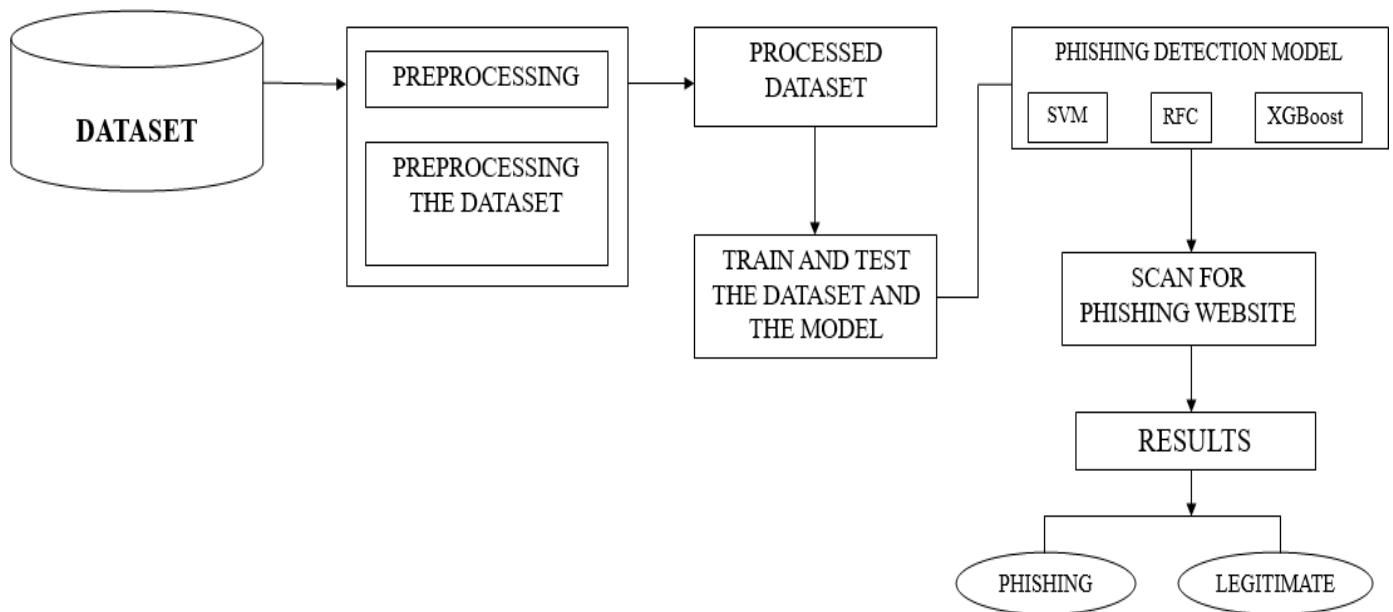 DATASET
PREPROCESSING
PREPROCESSING
THE DATASET
PROCESSED
DATASET
TRAIN AND TEST
THE DATASET AND
THE MODEL
PHISHING DETECTION MODEL
SVM
RFC
XGBoost
SCAN FOR
PHISHING WEBSITE
RESULTS
PHISHING
LEGITIMATE